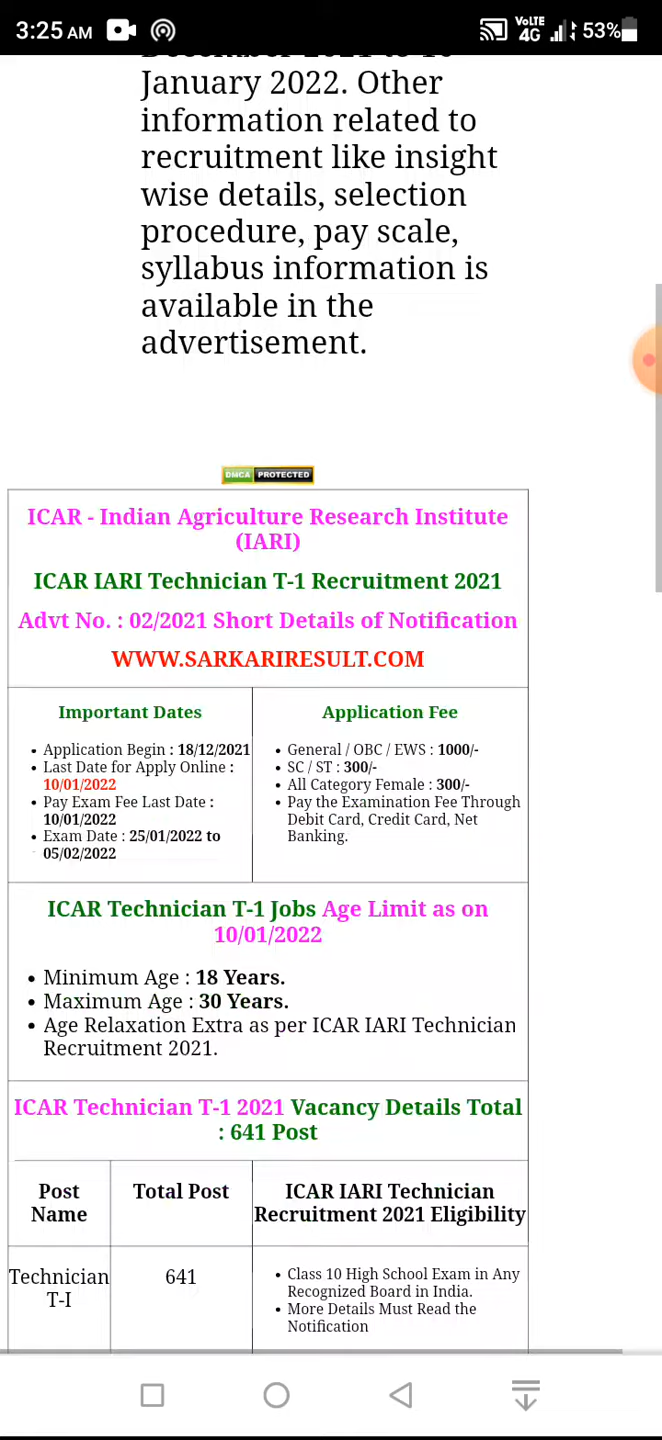 3:25 AM
VoLTE
4G
53%
December 2021 to 10
January 2022. Other
information related to
recruitment like insight
wise details, selection
procedure, pay scale,
syllabus information is
available in the
advertisement.
DMCA PROTECTED
ICAR - Indian Agriculture Research Institute
(IARI)
ICAR IARI Technician T-1 Recruitment 2021
Advt No. : 02/2021 Short Details of Notification
WWW.SARKARIRESULT.COM
Important Dates
• Application Begin : 18/12/2021
• Last Date for Apply Online :
10/01/2022
• Pay Exam Fee Last Date :
10/01/2022
• Exam Date : 25/01/2022 to
05/02/2022
Application Fee
• General / OBC / EWS : 1000/-
• SC / ST : 300/-
• All Category Female : 300/-
• Pay the Examination Fee Through
Debit Card, Credit Card, Net
Banking.
ICAR Technician T-1 Jobs Age Limit as on
10/01/2022
• Minimum Age : 18 Years.
• Maximum Age : 30 Years.
• Age Relaxation Extra as per ICAR IARI Technician
Recruitment 2021.
ICAR Technician T-1 2021 Vacancy Details Total
: 641 Post
Post
Name
Total Post
ICAR IARI Technician
Recruitment 2021 Eligibility
Technician
T-I
641
• Class 10 High School Exam in Any
Recognized Board in India.
• More Details Must Read the
Notification